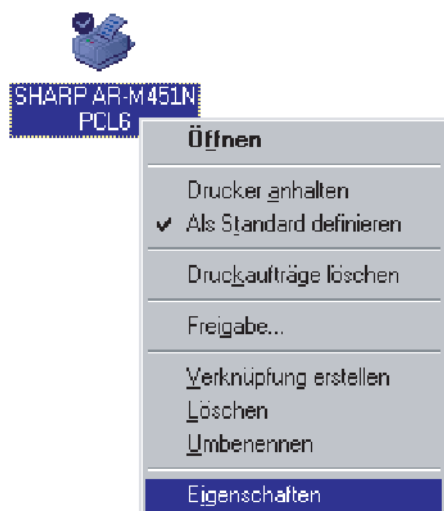 SHARP AR-M451N
PCL6
Öffnen
Drucker anhalten
Als Standard definieren
Druckaufträge löschen
Freigabe...
Verknüpfung erstellen
Löschen
Umbenennen
Eigenschaften